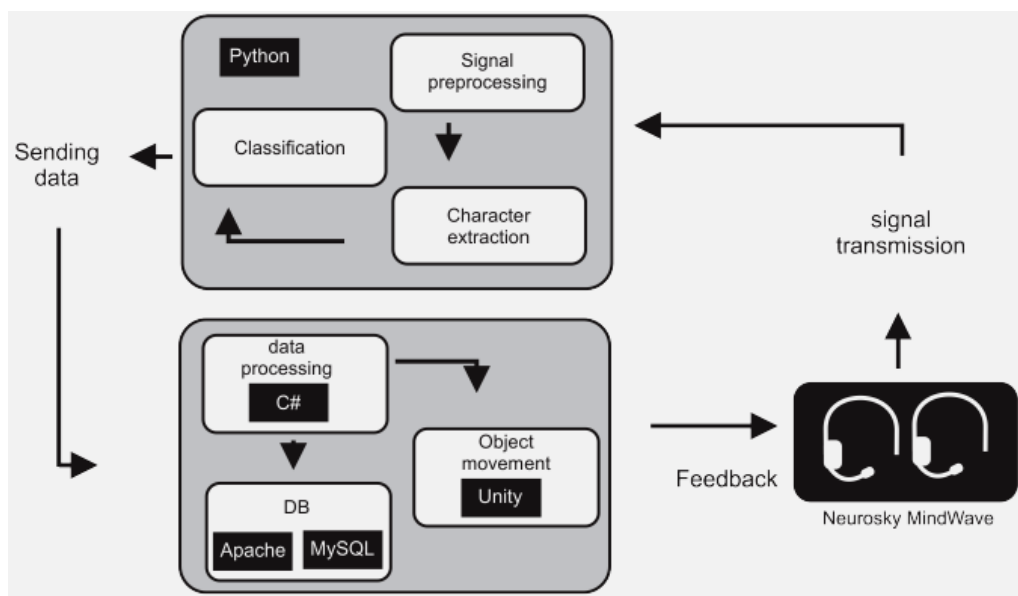 Python
Signal
preprocessing
Classification
Character
extraction
Sending
data
signal
transmission
data
processing
C#
Object
movement
Unity
DB
Apache
MySQL
Feedback
Neurosky MindWave